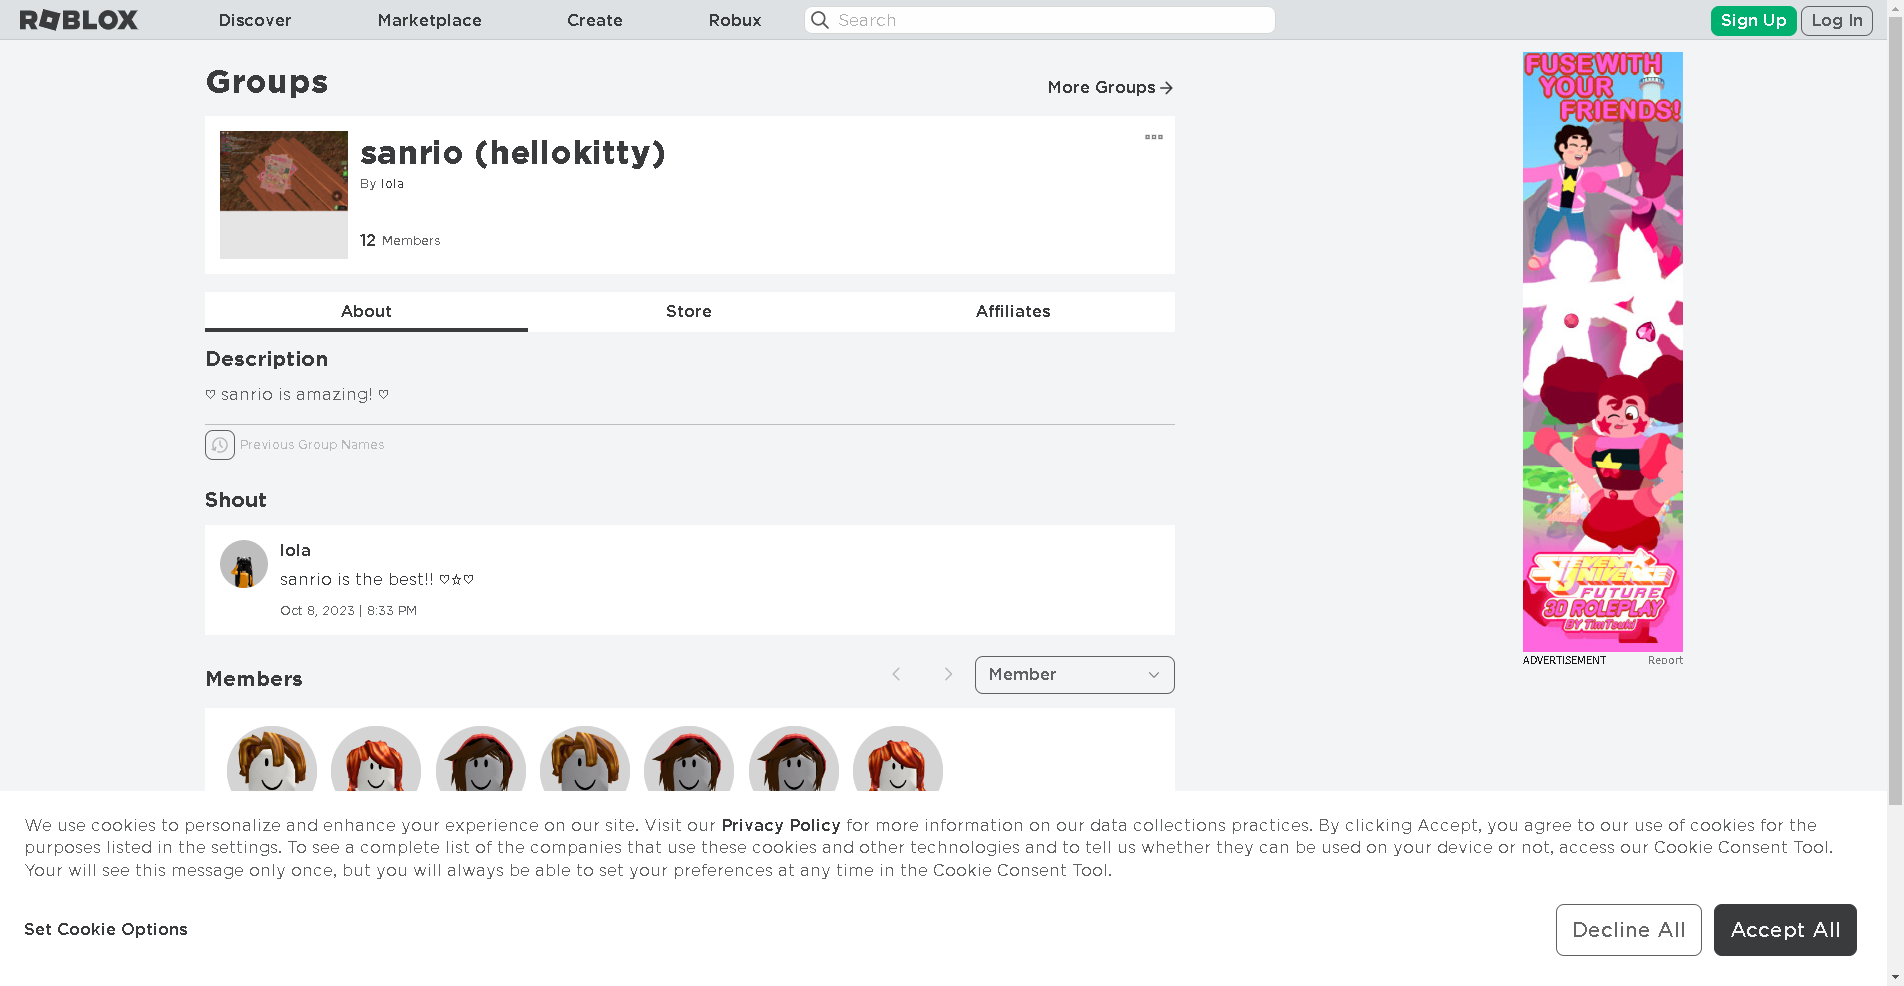 ROBLOX Discover Marketplace Create Robux Search Sign Up Log In
Groups
More Groups
sanrio (hellokitty)
By lola
12 Members
About Store Affiliates
Description
♡ sanrio is amazing! ♡
Previous Group Names
Shout
lola
sanrio is the best!! ♡☆♡
Oct 8, 2023 | 8:33 PM
Members
Member
FUSE WITH
YOUR
FRIENDS!
STEVEN
UNIVERSE
FUTURE
3D ROLEPLAY
BY TimTsuki
ADVERTISEMENT Report
We use cookies to personalize and enhance your experience on our site. Visit our Privacy Policy for more information on our data collections practices. By clicking Accept, you agree to our use of cookies for the
purposes listed in the settings. To see a complete list of the companies that use these cookies and other technologies and to tell us whether they can be used on your device or not, access our Cookie Consent Tool.
Your will see this message only once, but you will always be able to set your preferences at any time in the Cookie Consent Tool.
Set Cookie Options
Decline All Accept All